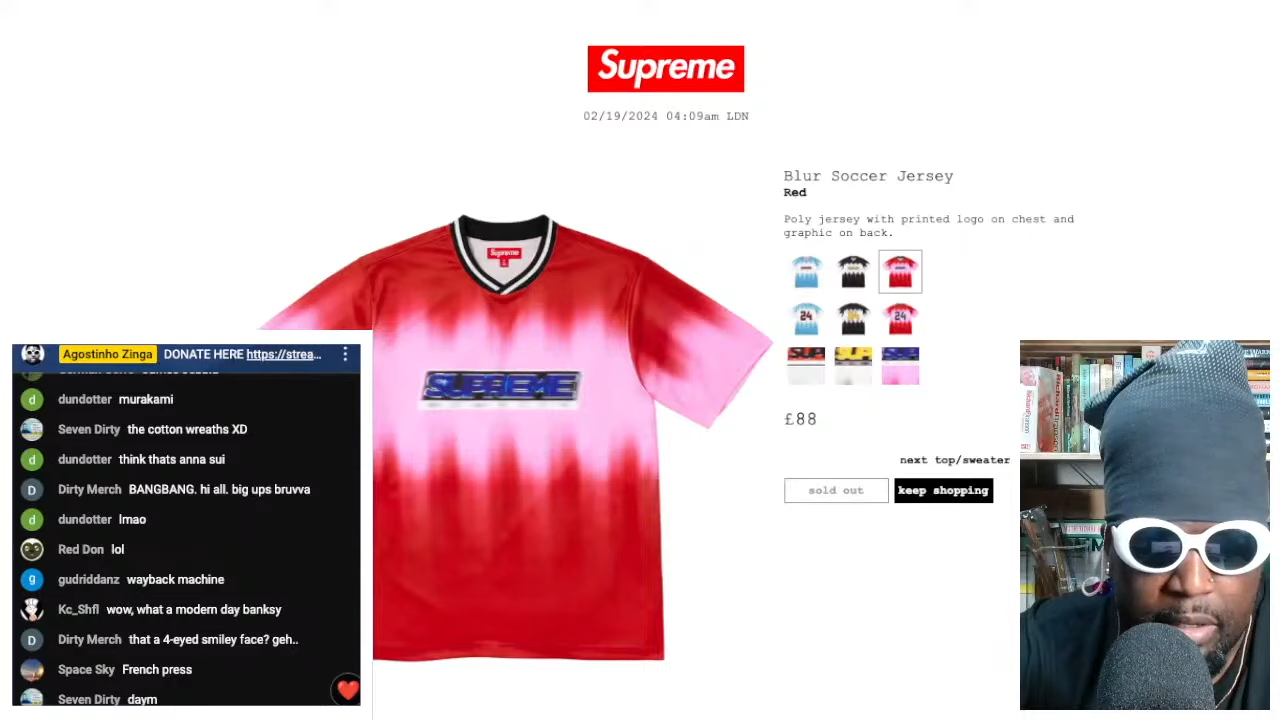 Supreme
02/19/2024 04:09am LDN
Blur Soccer Jersey
Red
Poly jersey with printed logo on chest and
graphic on back.
Supreme
SUPREME
24
24
£88
next top/sweater
sold out
keep shopping
Agostinho Zinga DONATE HERE https://strea...
dundotter murakami
Seven Dirty the cotton wreaths XD
dundotter think thats anna sui
Dirty Merch BANGBANG. hi all. big ups bruvva
dundotter lmao
Red Don lol
gudriddanz wayback machine
Kc_Shfl wow, what a modern day banksy
Dirty Merch that a 4-eyed smiley face? geh..
Space Sky French press
Seven Dirty daym